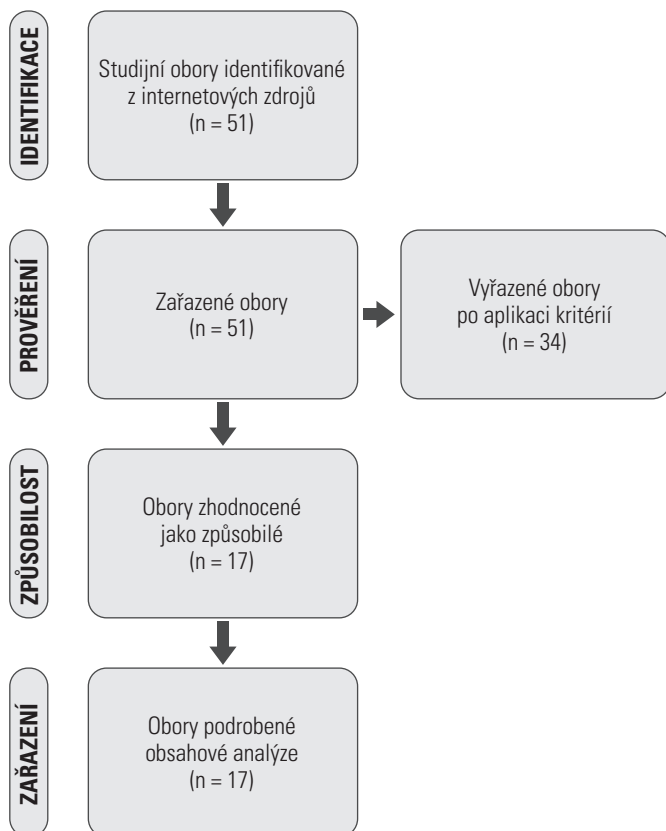 IDENTIFIKACE
Studijní obory identifikované
z internetových zdrojů
(n = 51)
PROVĚŘENÍ
Zařazené obory
(n = 51)
Vyřazené obory
po aplikaci kritérií
(n = 34)
ZPŮSOBILOST
Obory zhodnocené
jako způsobilé
(n = 17)
ZAŘAZENÍ
Obory podrobené
obsahové analýze
(n = 17)